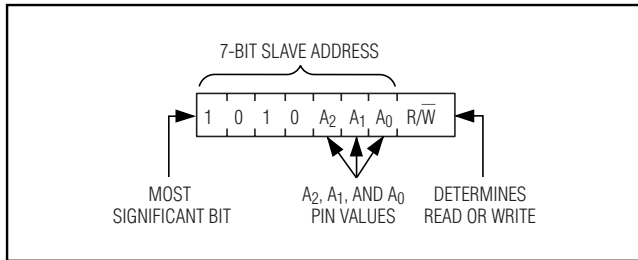 7-BIT SLAVE ADDRESS
1 0 1 0 A2 A1 A0 R/W̅
MOST
SIGNIFICANT BIT
A2, A1, AND A0
PIN VALUES
DETERMINES
READ OR WRITE